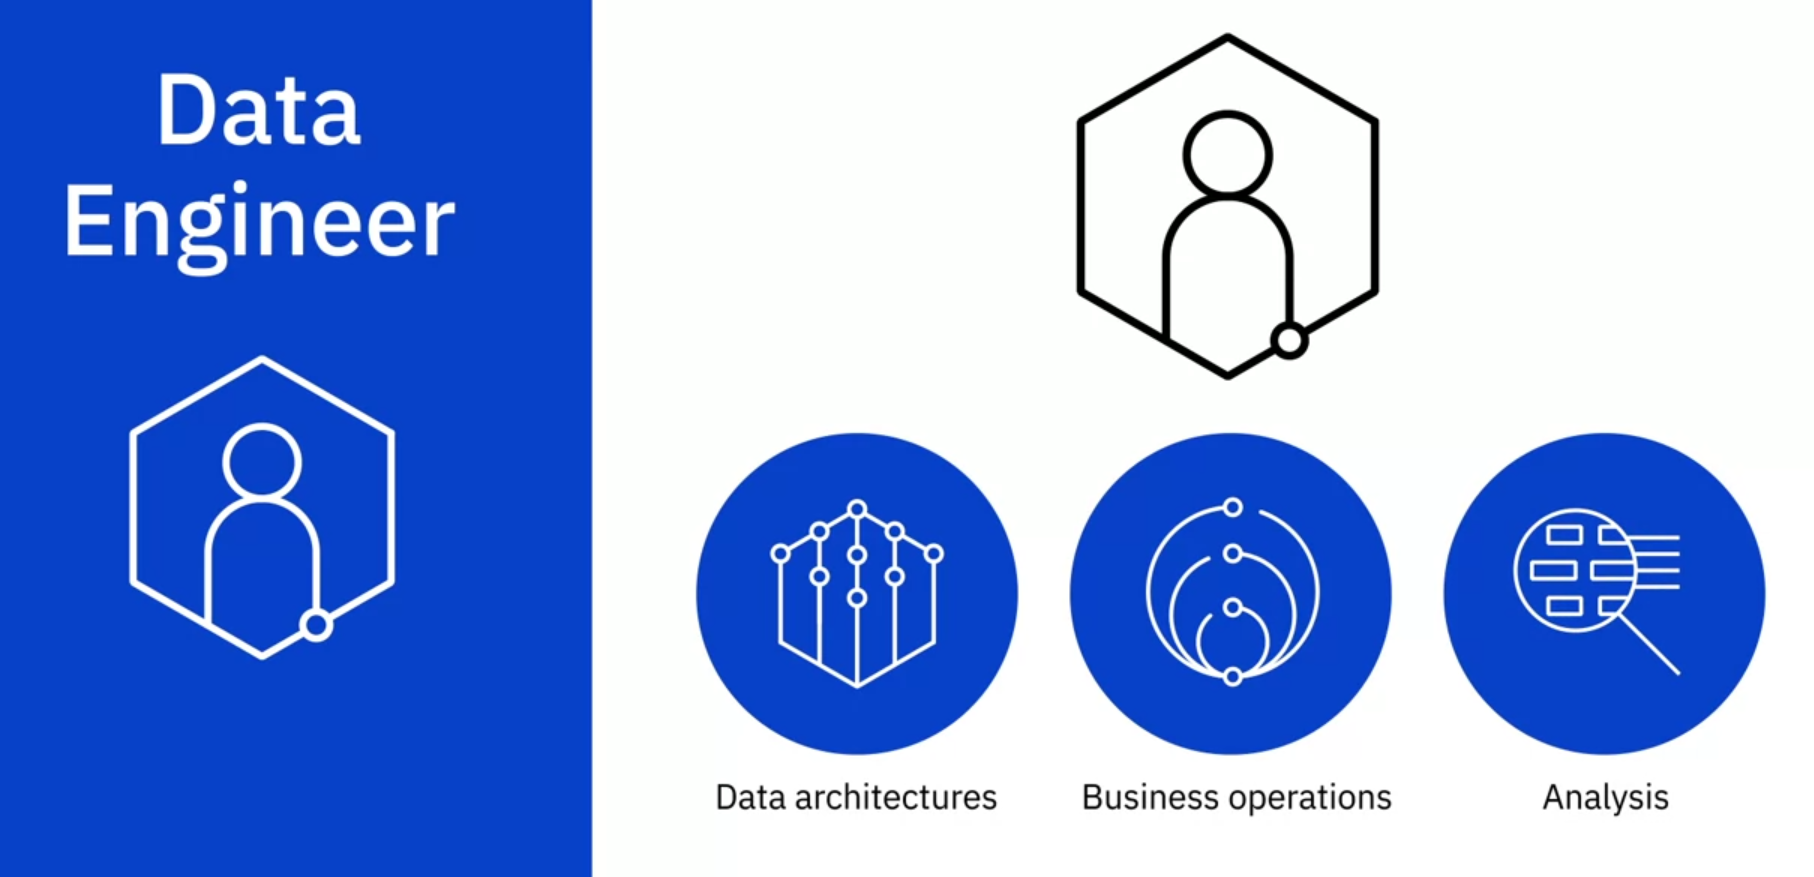 Data
Engineer
Data architectures
Business operations
Analysis